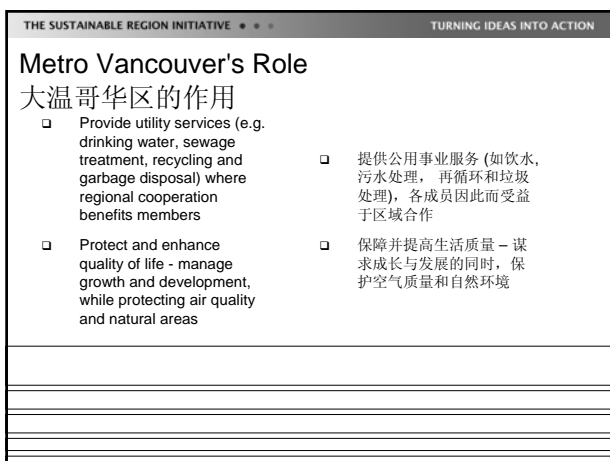 THE SUSTAINABLE REGION INITIATIVE
TURNING IDEAS INTO ACTION
Metro Vancouver's Role
大温哥华区的作用
Provide utility services (e.g.
drinking water, sewage
treatment, recycling and
garbage disposal) where
regional cooperation
benefits members
Protect and enhance
quality of life - manage
growth and development,
while protecting air quality
and natural areas
提供公用事业服务 (如饮水,
污水处理， 再循环和垃圾
处理)，各成员因此而受益
于区域合作
保障并提高生活质量 – 谋
求成长与发展的同时，保
护空气质量和自然环境